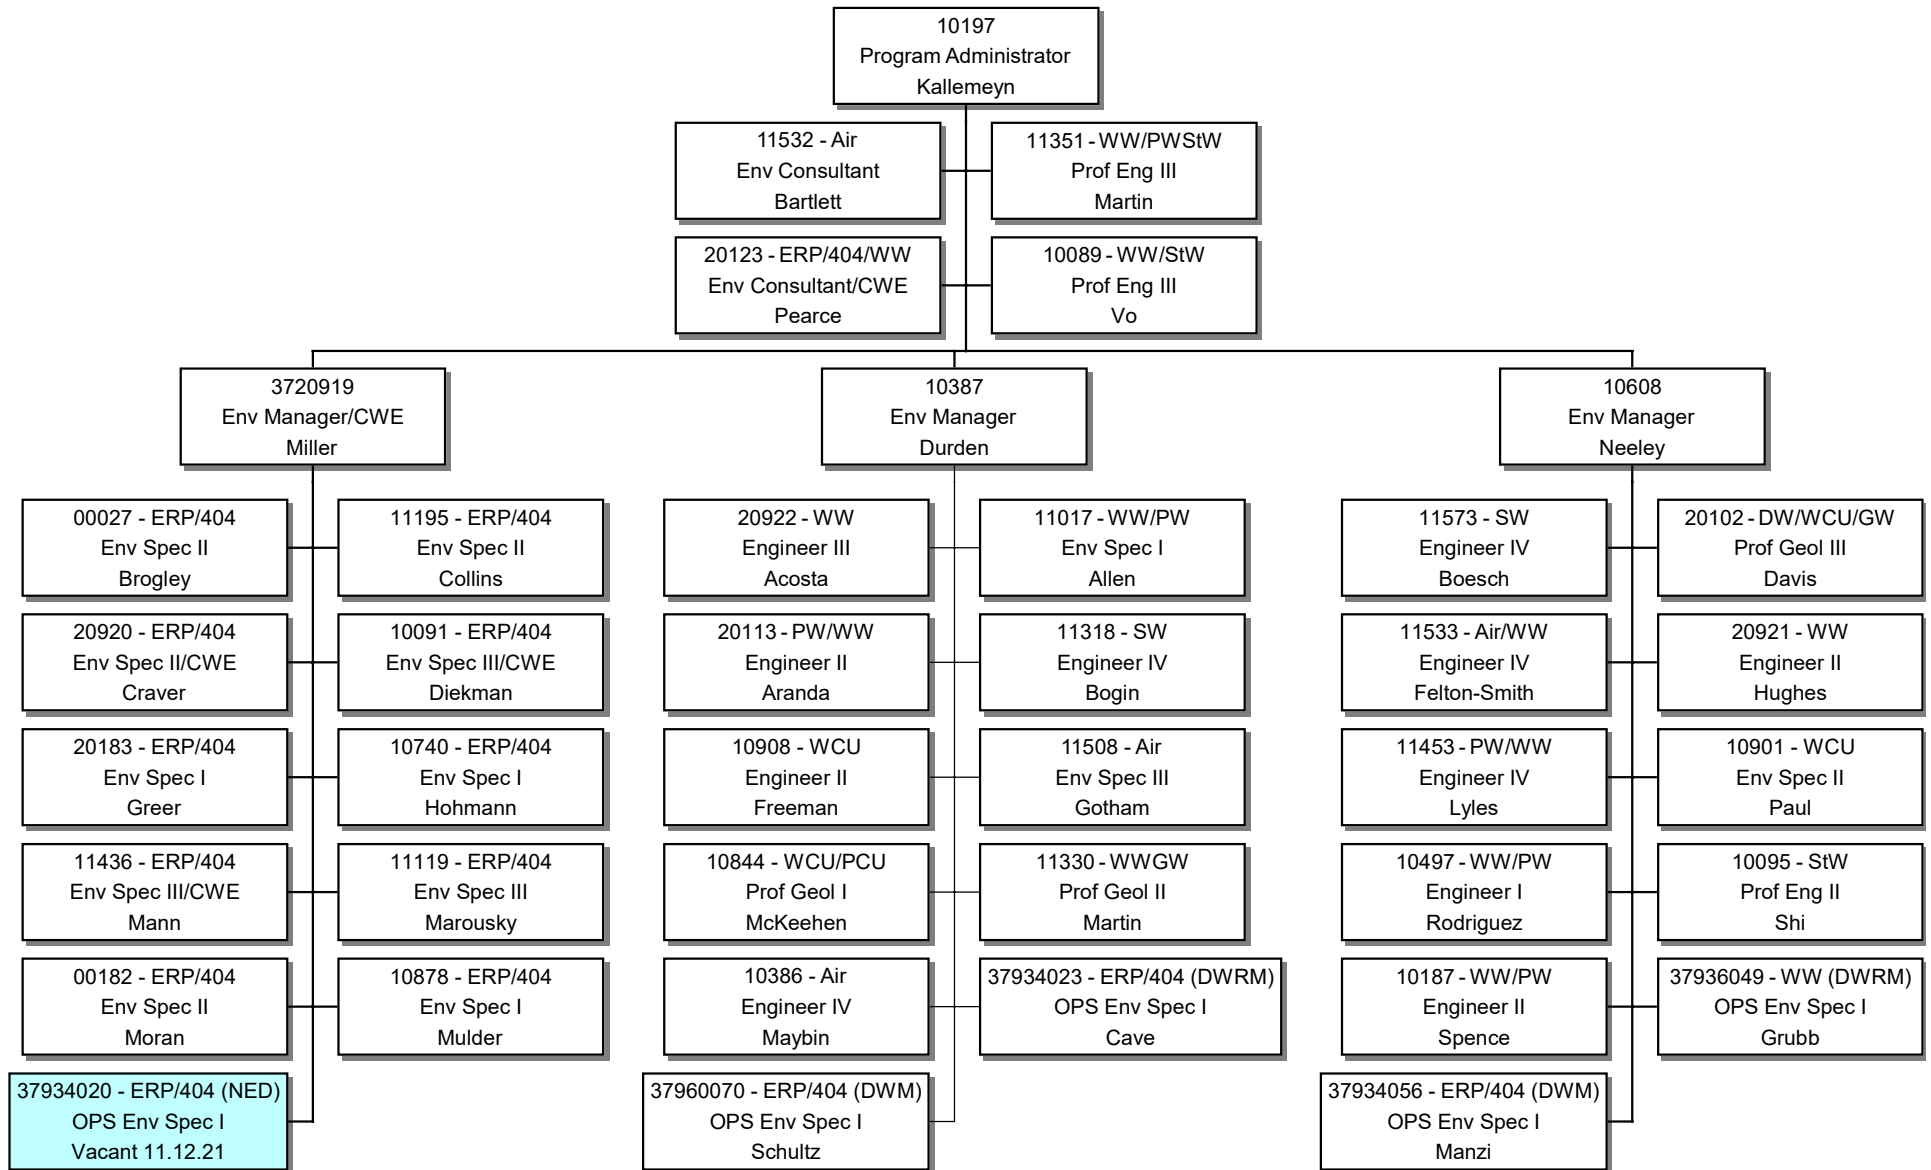 10197
Program Administrator
Kallemeyn
11532 - Air
Env Consultant
Bartlett
11351 - WW/PWStW
Prof Eng III
Martin
20123 - ERP/404/WW
Env Consultant/CWE
Pearce
10089 - WW/StW
Prof Eng III
Vo
3720919
Env Manager/CWE
Miller
10387
Env Manager
Durden
10608
Env Manager
Neeley
00027 - ERP/404
Env Spec II
Brogley
11195 - ERP/404
Env Spec II
Collins
20920 - ERP/404
Env Spec II/CWE
Craver
10091 - ERP/404
Env Spec III/CWE
Diekman
20183 - ERP/404
Env Spec I
Greer
10740 - ERP/404
Env Spec I
Hohmann
11436 - ERP/404
Env Spec III/CWE
Mann
11119 - ERP/404
Env Spec III
Marousky
00182 - ERP/404
Env Spec II
Moran
10878 - ERP/404
Env Spec I
Mulder
37934020 - ERP/404 (NED)
OPS Env Spec I
Vacant 11.12.21
20922 - WW
Engineer III
Acosta
11017 - WW/PW
Env Spec I
Allen
20113 - PW/WW
Engineer II
Aranda
11318 - SW
Engineer IV
Bogin
10908 - WCU
Engineer II
Freeman
11508 - Air
Env Spec III
Gotham
10844 - WCU/PCU
Prof Geol I
McKeehen
11330 - WWGW
Prof Geol II
Martin
10386 - Air
Engineer IV
Maybin
37934023 - ERP/404 (DWRM)
OPS Env Spec I
Cave
37960070 - ERP/404 (DWM)
OPS Env Spec I
Schultz
11573 - SW
Engineer IV
Boesch
20102 - DW/WCU/GW
Prof Geol III
Davis
11533 - Air/WW
Engineer IV
Felton-Smith
20921 - WW
Engineer II
Hughes
11453 - PW/WW
Engineer IV
Lyles
10901 - WCU
Env Spec II
Paul
10497 - WW/PW
Engineer I
Rodriguez
10095 - StW
Prof Eng II
Shi
10187 - WW/PW
Engineer II
Spence
37936049 - WW (DWRM)
OPS Env Spec I
Grubb
37934056 - ERP/404 (DWM)
OPS Env Spec I
Manzi